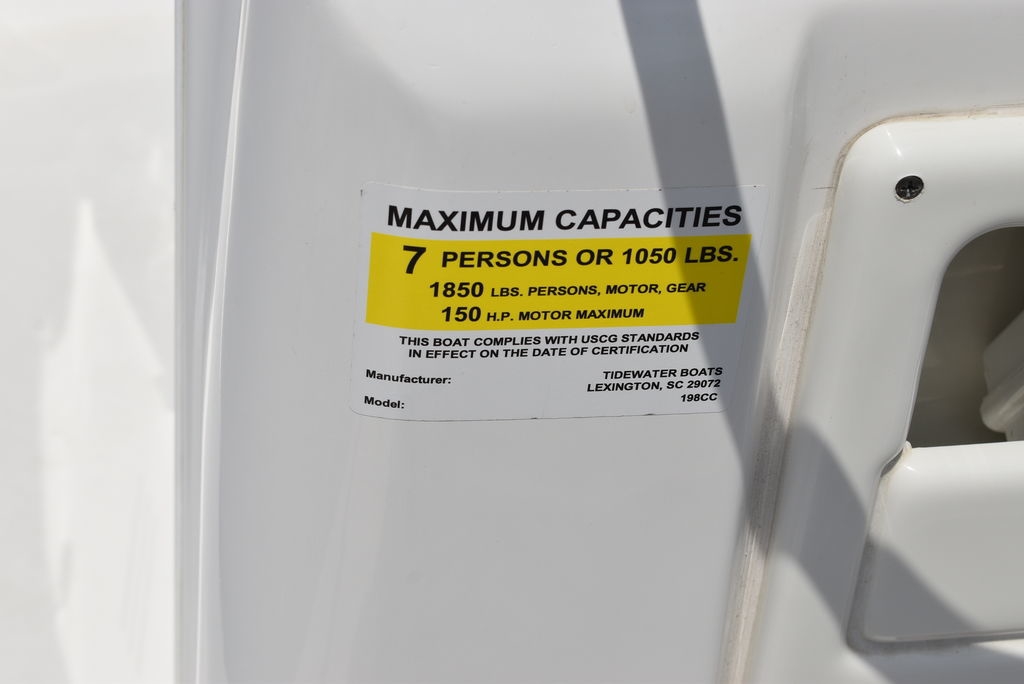 MAXIMUM CAPACITIES
7 PERSONS OR 1050 LBS.
1850 LBS. PERSONS, MOTOR, GEAR
150 H.P. MOTOR MAXIMUM
THIS BOAT COMPLIES WITH USCG STANDARDS
IN EFFECT ON THE DATE OF CERTIFICATION
Manufacturer: TIDEWATER BOATS
LEXINGTON, SC 29072
Model: 198CC